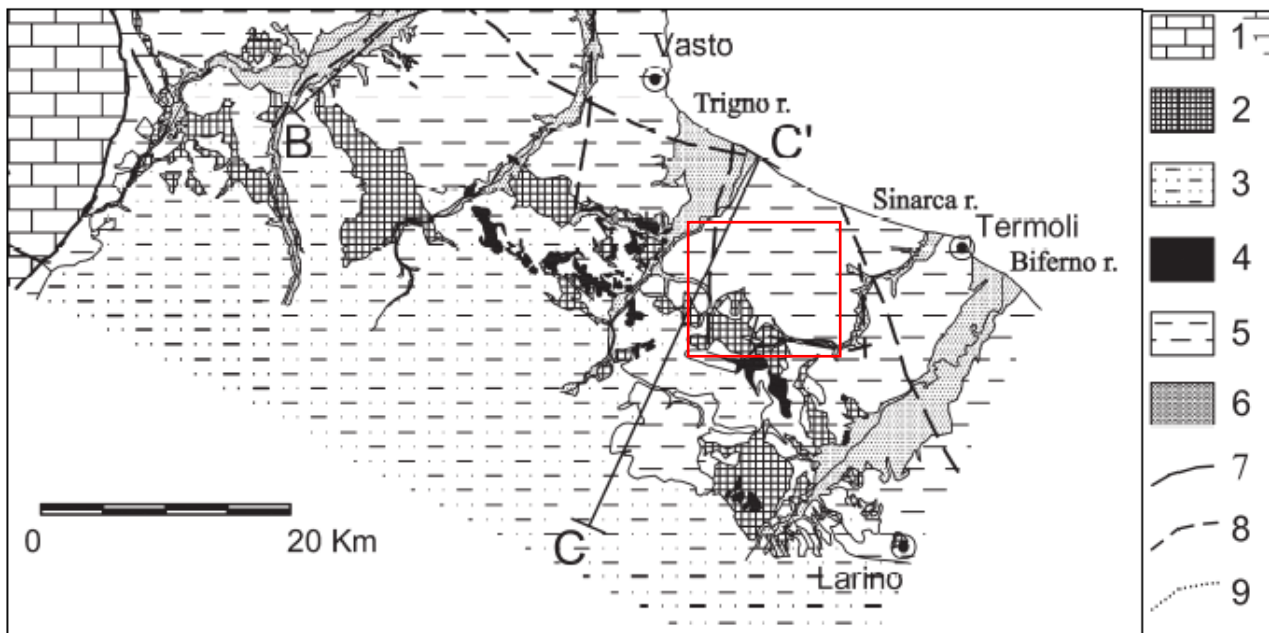 Vasto
Trigno r.
B
C'
Sinarca r.
Termoli
Biferno r.
0 20 Km
C
Larino
1
2
3
4
5
6
7
8
9